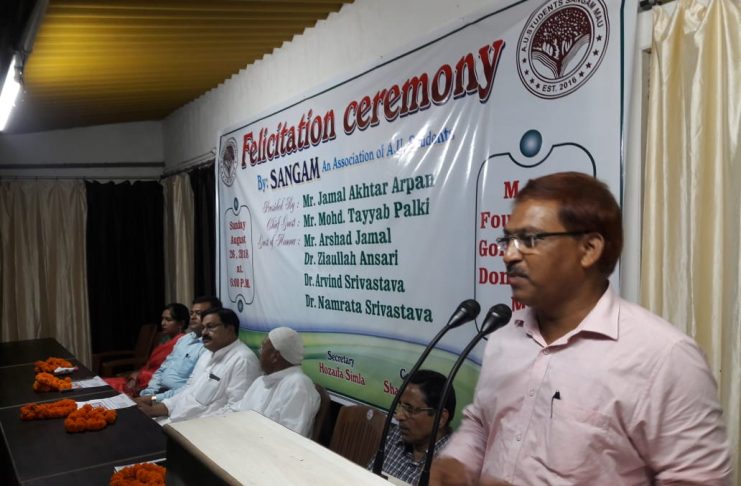 Felicitation ceremony
By: SANGAM An Association of A.U. Students
Presided By : Mr. Jamal Akhtar Arpan
Chief Guest : Mr. Mohd. Tayyab Palki
Guest of Honour : Mr. Arshad Jamal
Dr. Ziaullah Ansari
Dr. Arvind Srivastava
Dr. Namrata Srivastava
Sunday
August
26, 2018
at.
6:00 P.M.
Secretary
Hozaifa Simla
A.U. STUDENTS SANGAM MAU
EST. 2016